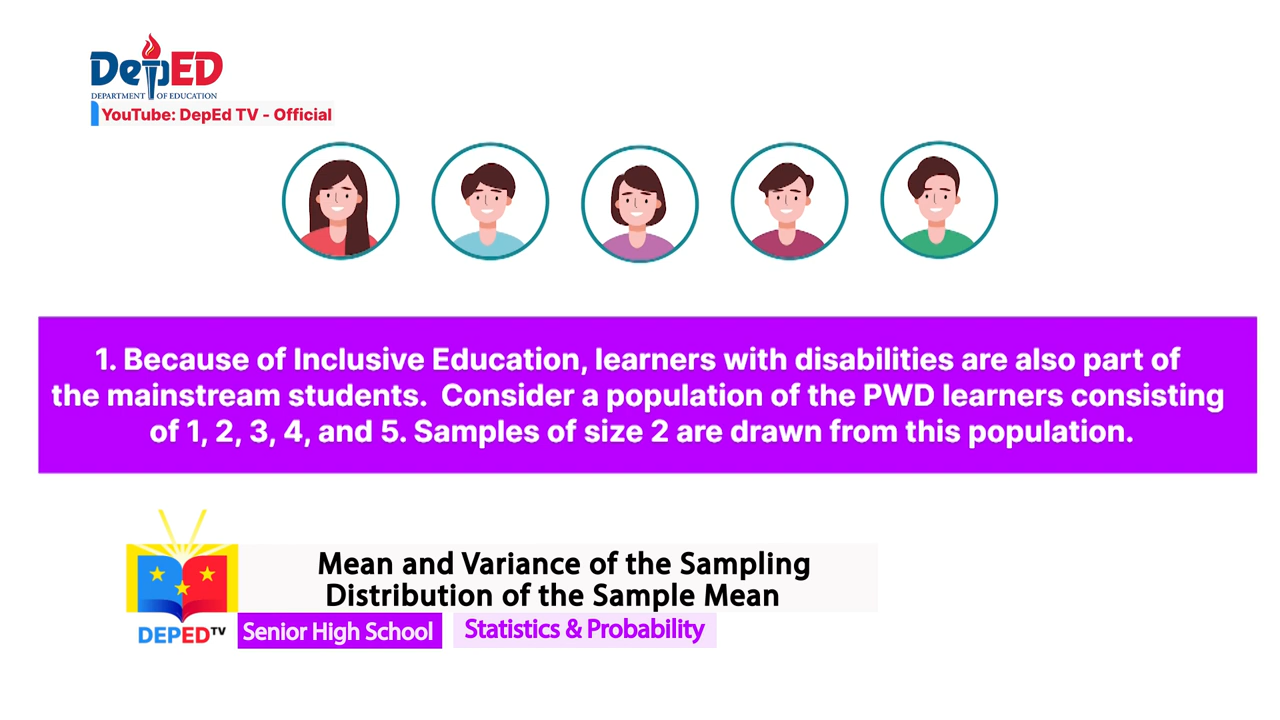 DepED
DEPARTMENT OF EDUCATION
YouTube: DepEd TV - Official
1. Because of Inclusive Education, learners with disabilities are also part of
the mainstream students. Consider a population of the PWD learners consisting
of 1, 2, 3, 4, and 5. Samples of size 2 are drawn from this population.
Mean and Variance of the Sampling
Distribution of the Sample Mean
DEPEDTV
Senior High School
Statistics & Probability